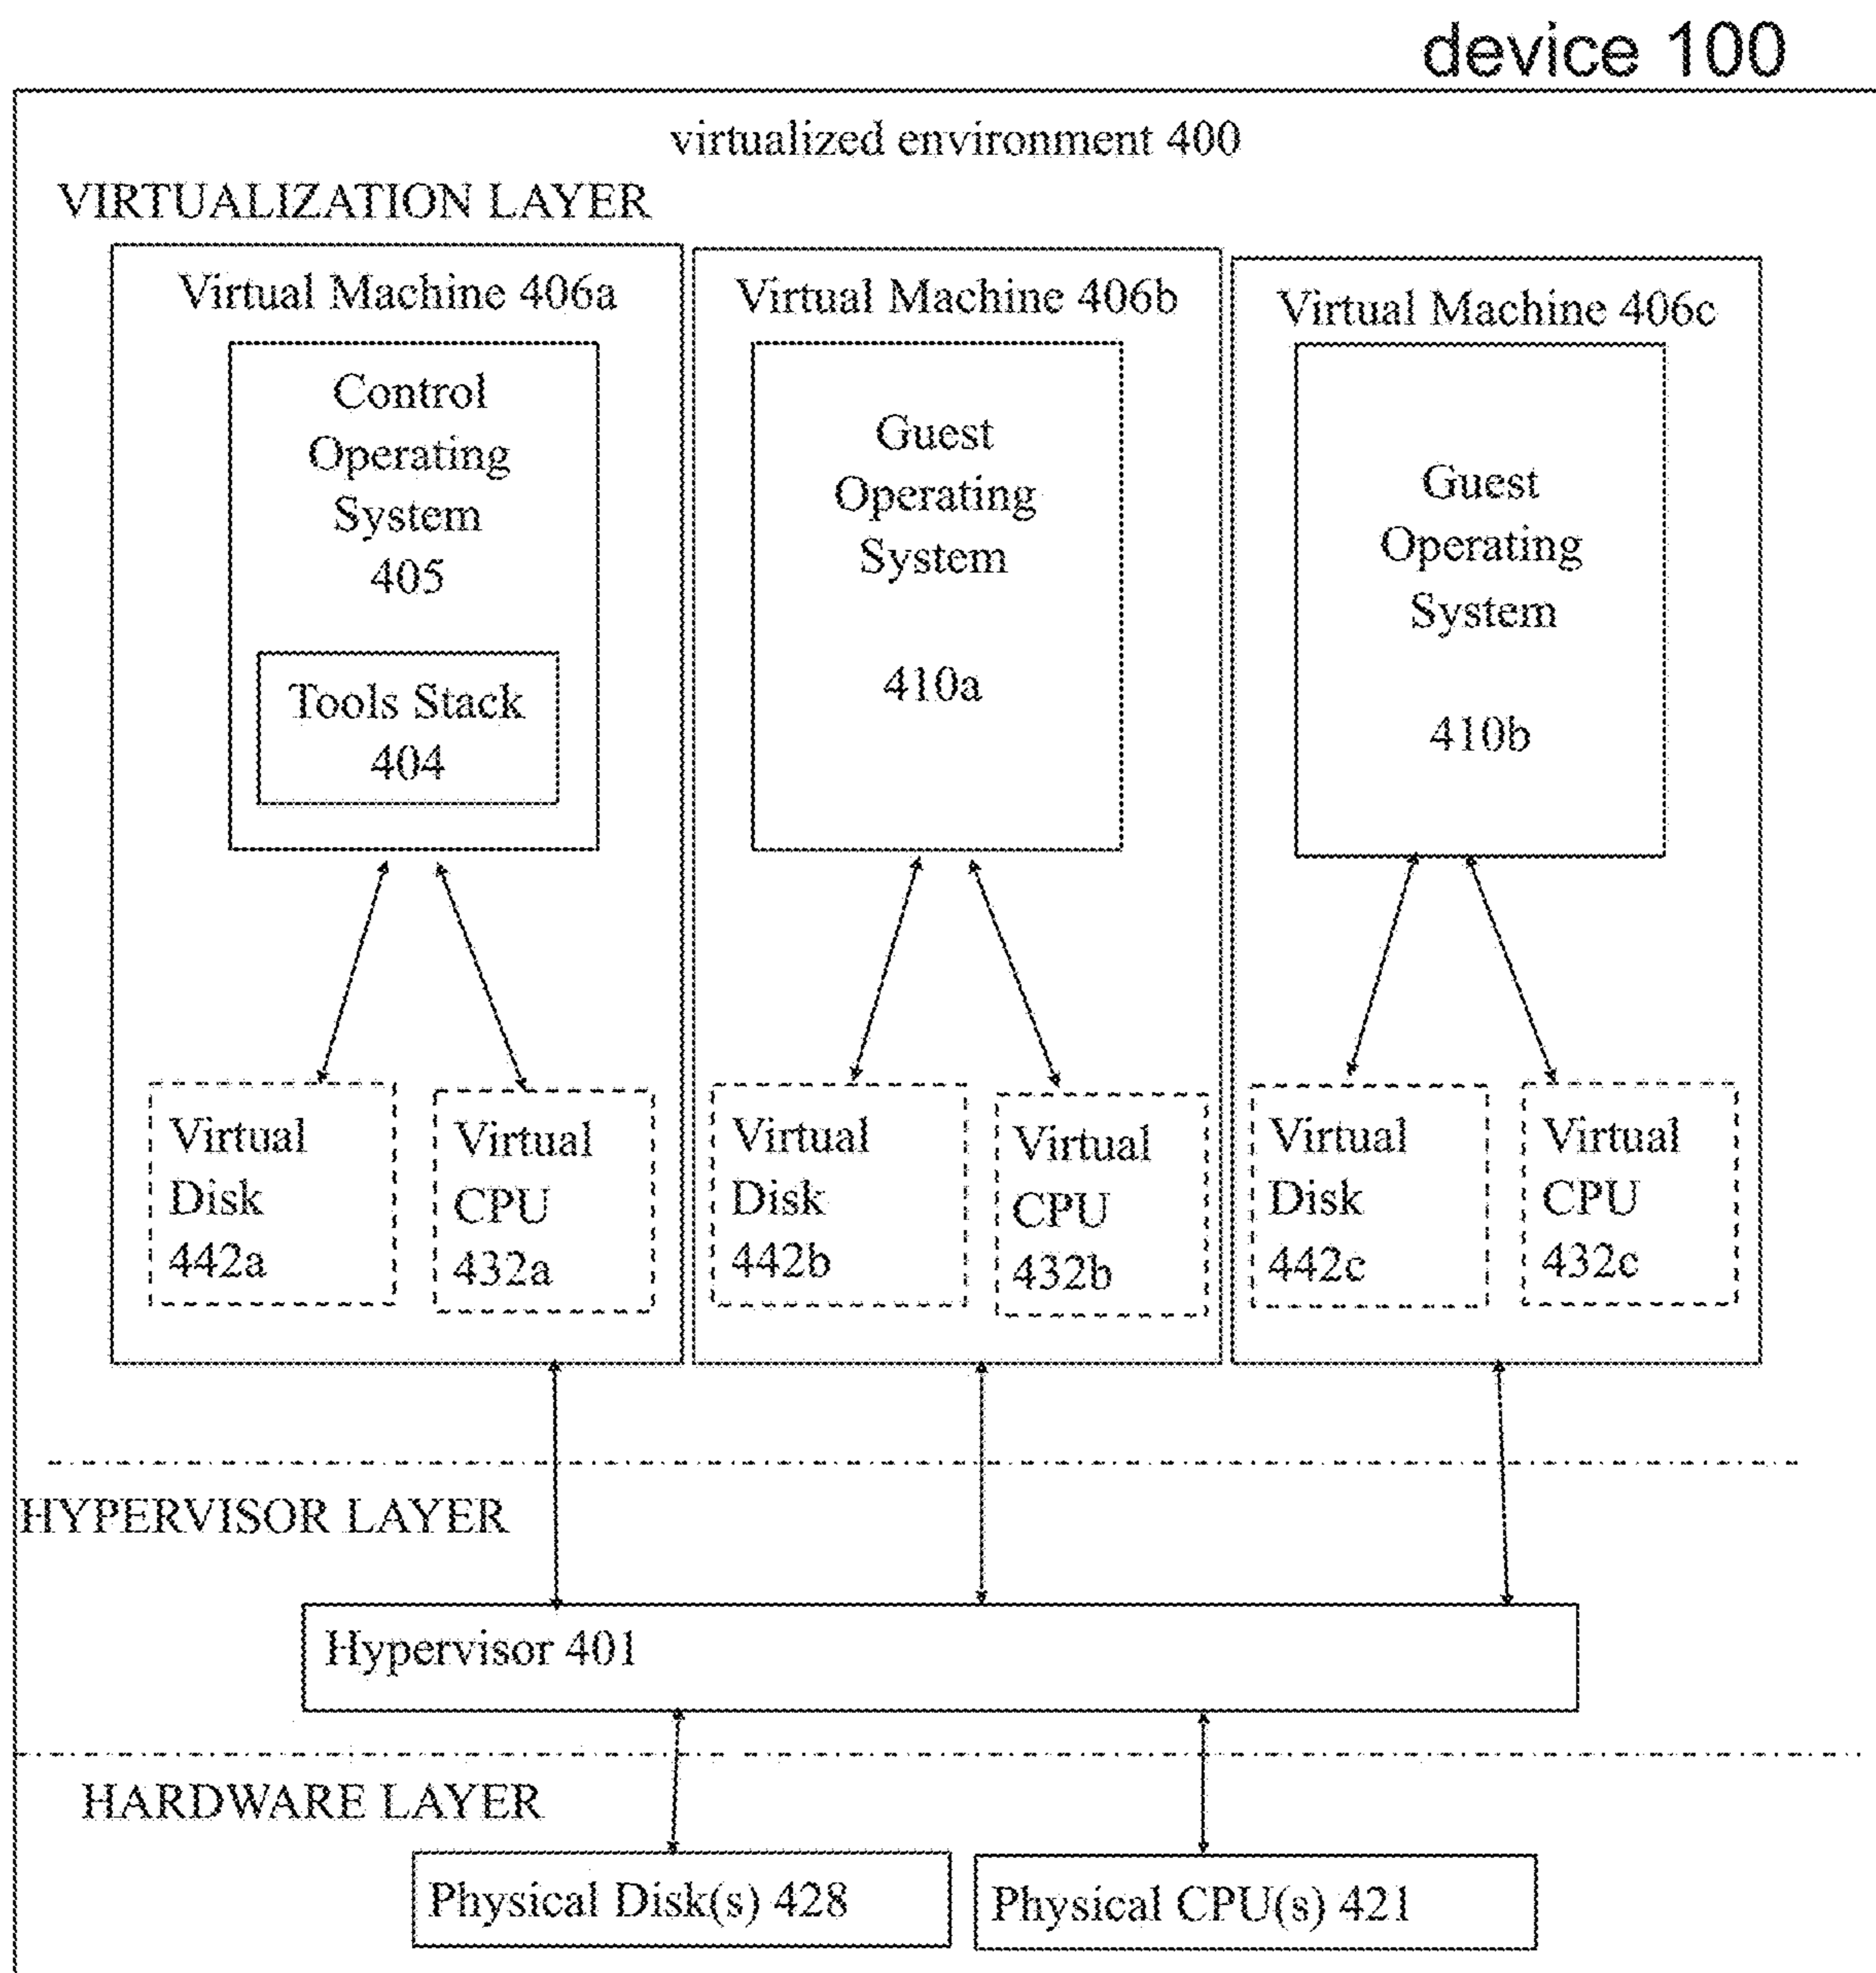 device 100
virtualized environment 400
VIRTUALIZATION LAYER
Virtual Machine 406a
Control
Operating
System
405
Tools Stack
404
Virtual
Disk
442a
Virtual
CPU
432a
Virtual Machine 406b
Guest
Operating
System
410a
Virtual
Disk
442b
Virtual
CPU
432b
Virtual Machine 406c
Guest
Operating
System
410b
Virtual
Disk
442c
Virtual
CPU
432c
HYPERVISOR LAYER
Hypervisor 401
HARDWARE LAYER
Physical Disk(s) 428
Physical CPU(s) 421